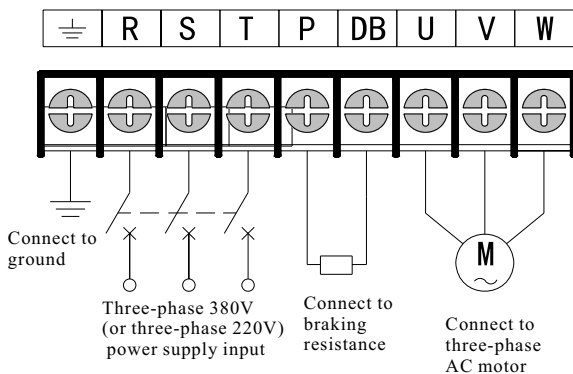 R S T P DB U V W
M
Connect to
ground
Three-phase 380V
(or three-phase 220V)
power supply input
Connect to
braking
resistance
Connect to
three-phase
AC motor